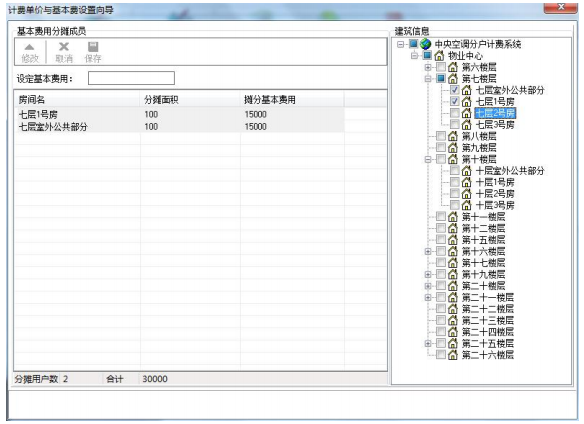 计费单价与基本费设置向导
基本费用分摊成员
修改 取消 保存
设定基本费用：
房间名 分摊面积 摊分基本费用
七层1号房 100 15000
七层室外公共部分 100 15000
分摊用户数 2 合计 30000
建筑信息
中央空调分户计费系统
物业中心
第六楼层
第七楼层
七层室外公共部分
七层1号房
七层2号房
七层3号房
第八楼层
第九楼层
第十楼层
十层室外公共部分
十层1号房
十层2号房
十层3号房
第十一楼层
第十二楼层
第十五楼层
第十六楼层
第十七楼层
第十九楼层
第二十楼层
第二十一楼层
第二十二楼层
第二十三楼层
第二十四楼层
第二十五楼层
第二十六楼层